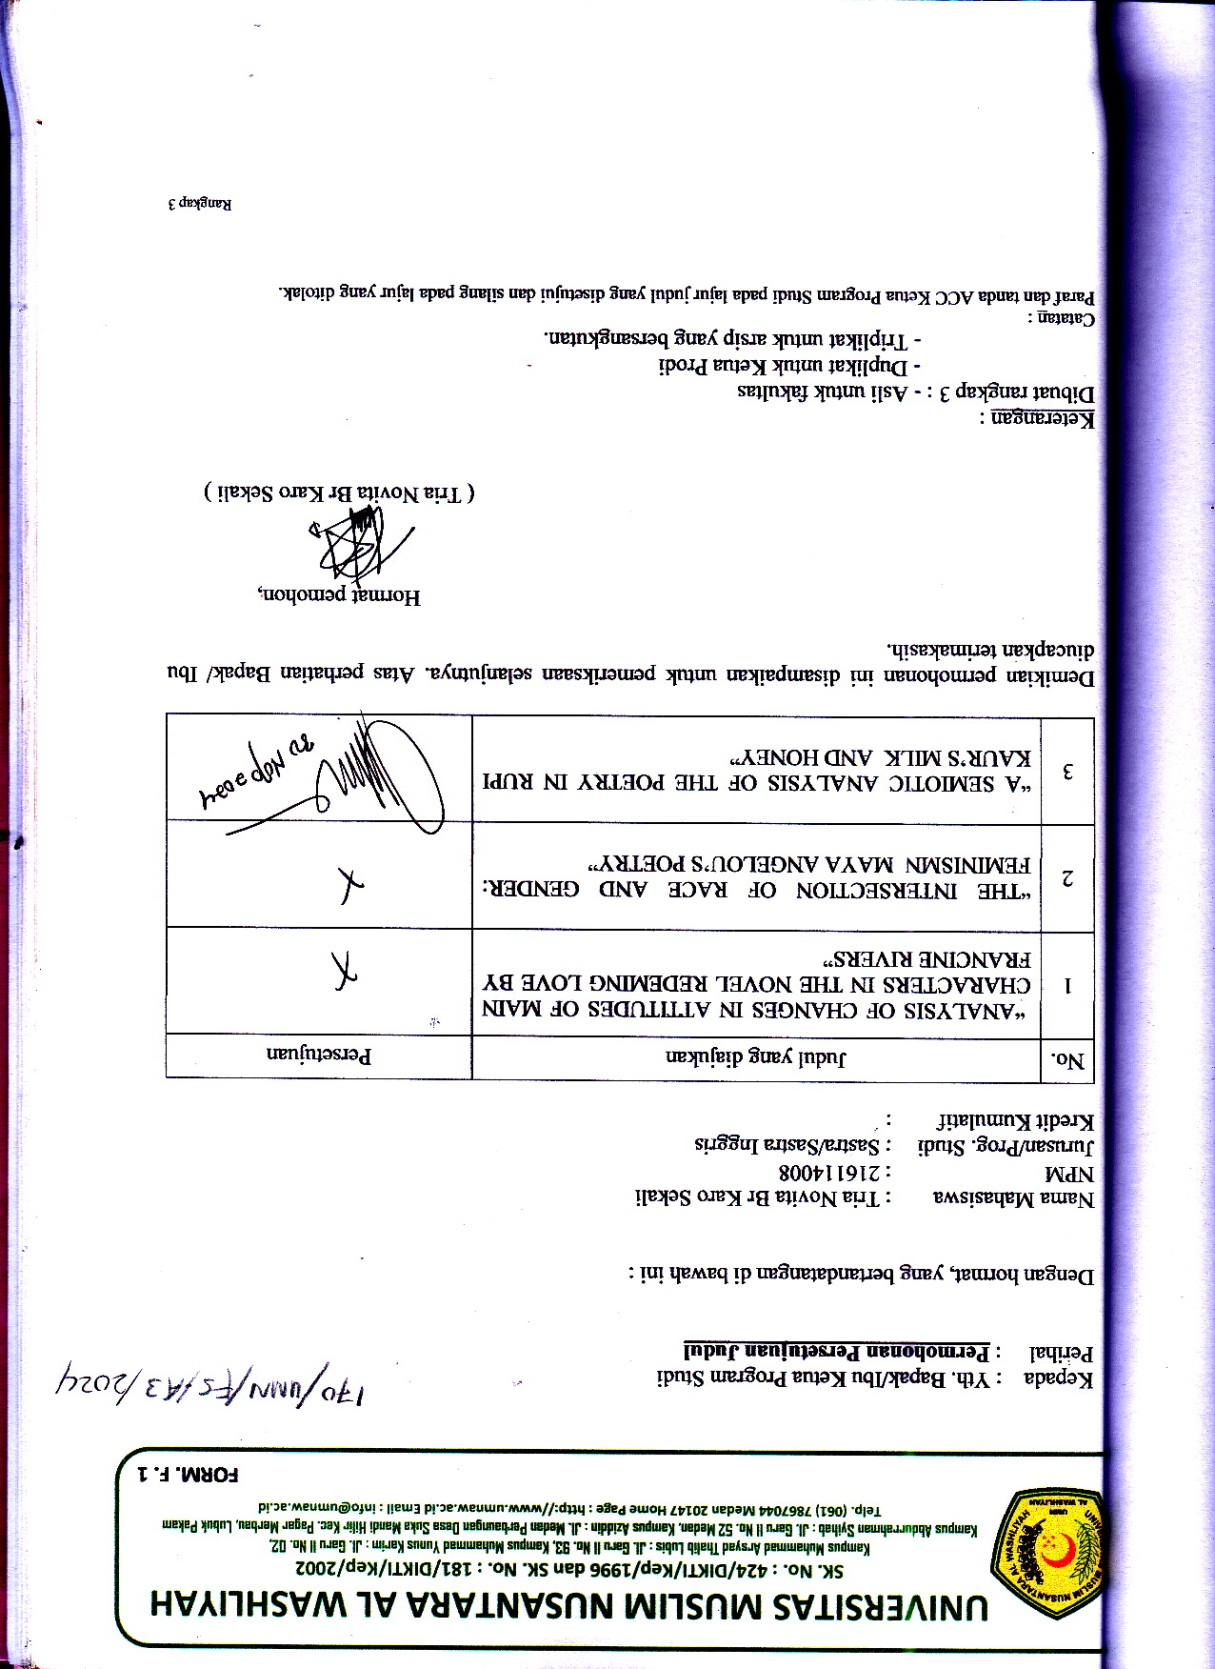 UNIVERSITAS MUSLIM NUSANTARA AL WASHLIYAH
SK. No. : 424/DIKTI/Kep/1996 dan SK. No. : 181/DIKTI/Kep/2002
Kampus Muhammad Arsyad Thalib Lubis : Jl. Garu II No. 93, Kampus Muhammad Yunus Karim : Jl. Garu II No. 02,
Kampus Abdurrahman Syihab : Jl. Garu II No. 52 Medan, Kampus Aziddin : Jl. Medan Perbaungan Desa Suka Mandi Hilir Kec. Pagar Merbau, Lubuk Pakam
Telp. (061) 7867044 Medan 20147 Home Page : http://www.umnaw.ac.id Email : info@umnaw.ac.id
FORM. F. 1
170/UMN/FS/A3/2024
Kepada : Yth. Bapak/Ibu Ketua Program Studi
Perihal : Permohonan Persetujuan Judul
Dengan hormat, yang bertandatangan di bawah ini :
Nama Mahasiswa : Tria Novita Br Karo Sekali
NPM : 216114008
Jurusan/Prog. Studi : Sastra/Sastra Inggris
Kredit Kumulatif :
No. Judul yang diajukan Persetujuan
1 “ANALYSIS OF CHANGES IN ATTITUDES OF MAIN
CHARACTERS IN THE NOVEL REDEMING LOVE BY
FRANCINE RIVERS” X
2 “THE INTERSECTION OF RACE AND GENDER:
FEMINISMN MAYA ANGELOU’S POETRY” X
3 “A SEMIOTIC ANALYSIS OF THE POETRY IN RUPI
KAUR’S MILK AND HONEY”
Demikian permohonan ini disampaikan untuk pemeriksaan selanjutnya. Atas perhatian Bapak/ Ibu
diucapkan terimakasih.
Hormat pemohon,
( Tria Novita Br Karo Sekali )
Keterangan :
Dibuat rangkap 3 : - Asli untuk fakultas
- Duplikat untuk Ketua Prodi
- Triplikat untuk arsip yang bersangkutan.
Catatan :
Paraf dan tanda ACC Ketua Program Studi pada lajur judul yang disetujui dan silang pada lajur yang ditolak.
Rangkap 3